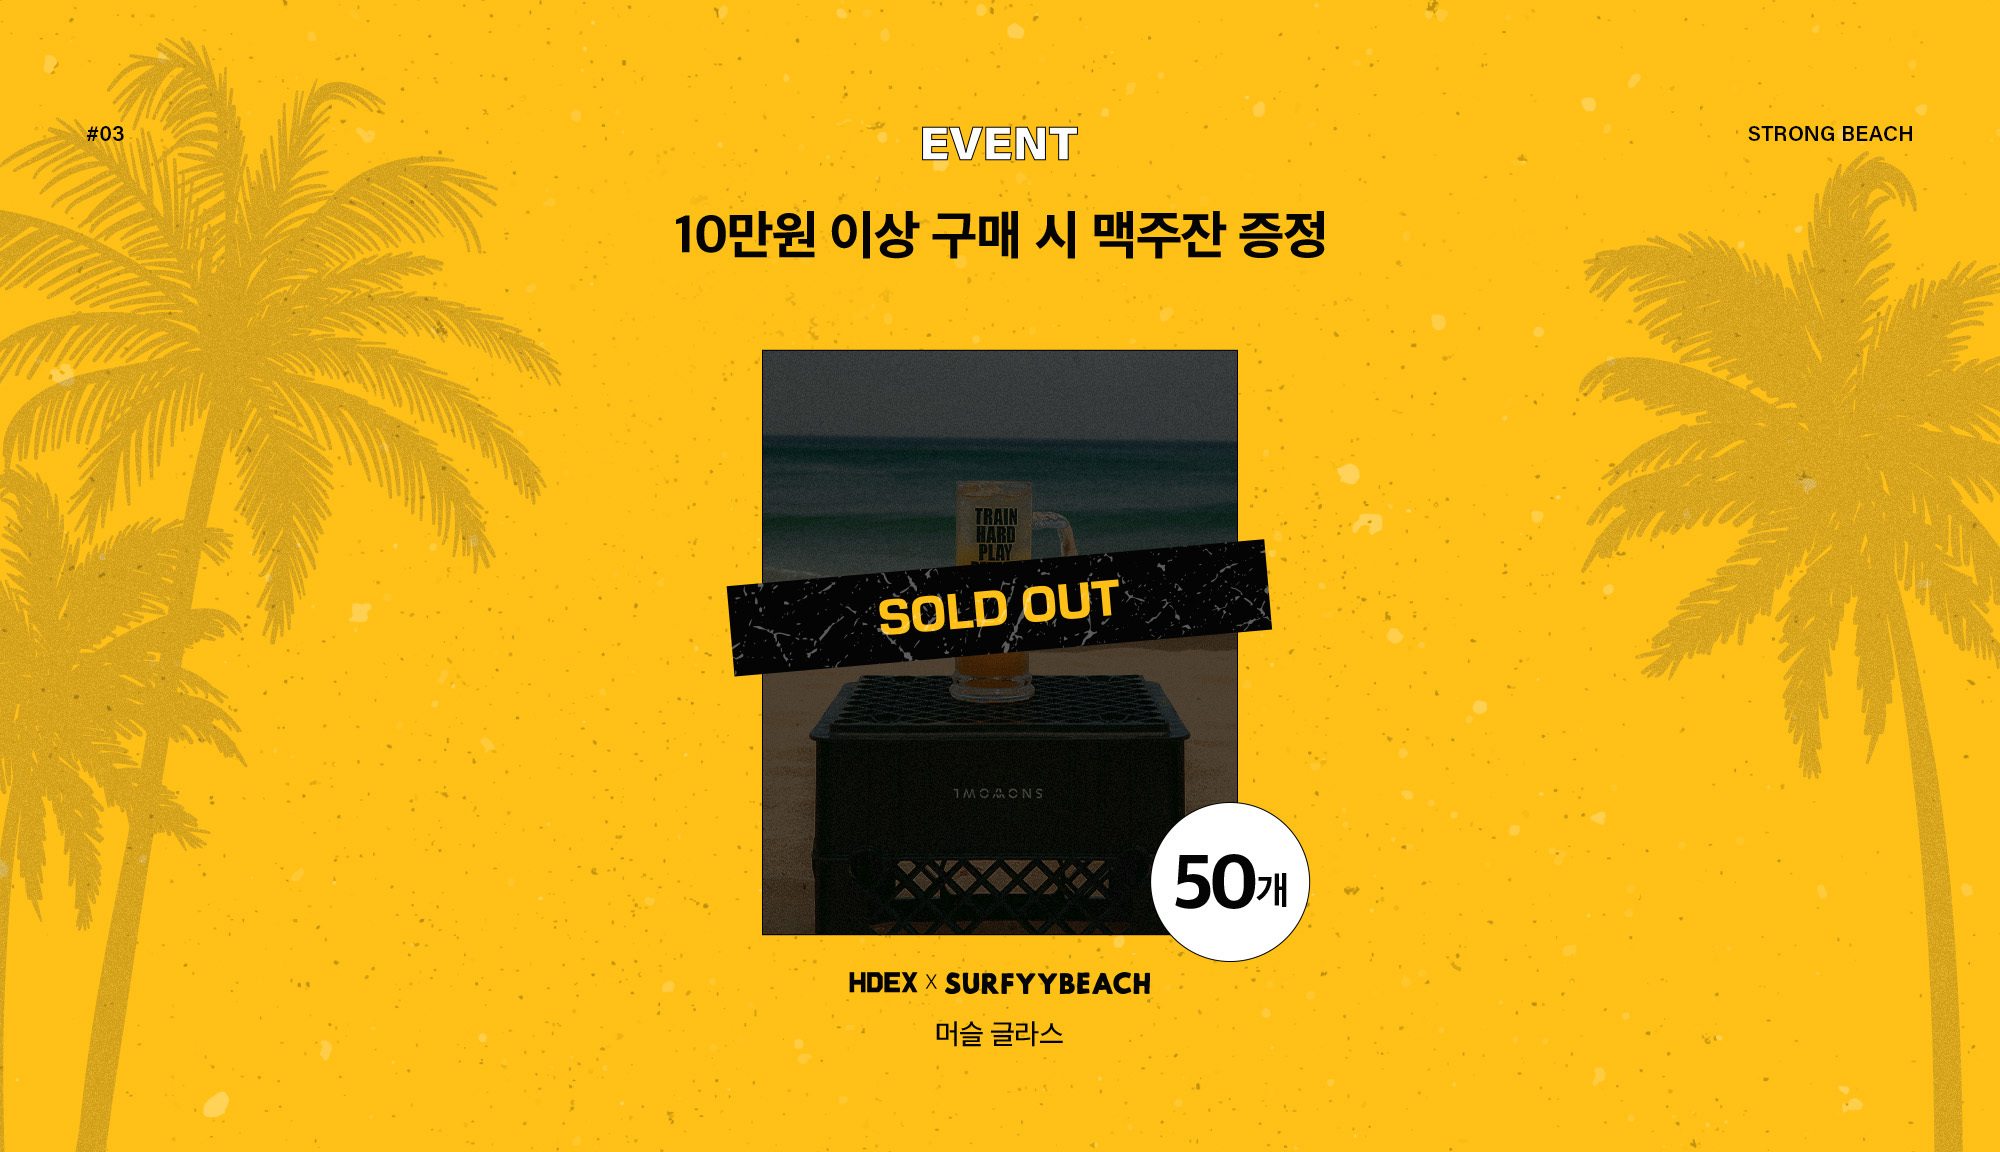 #03
EVENT
STRONG BEACH
10만원 이상 구매 시 맥주잔 증정
TRAIN
HARD
PLAY
SOLD OUT
50개
HDEX X SURFYYBEACH
머슬 글라스